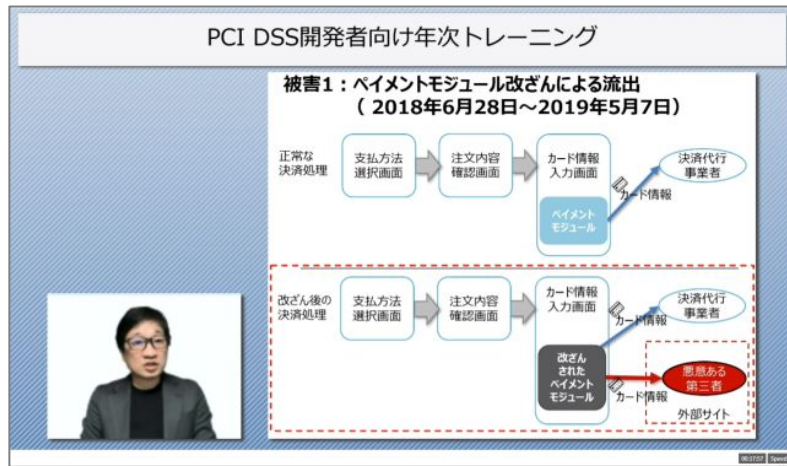 PCI DSS開発者向け年次トレーニング
被害1:ペイメントモジュール改ざんによる流出
( 2018年6月28日～2019年5月7日)
正常な
決済処理
支払方法
選択画面
注文内容
確認画面
カード情報
入力画面
ペイメント
モジュール
カード情報
決済代行
事業者
改ざん後の
決済処理
支払方法
選択画面
注文内容
確認画面
カード情報
入力画面
改ざん
された
ペイメント
モジュール
カード情報
決済代行
事業者
カード情報
悪意ある
第三者
外部サイト
00:17:57
Speed